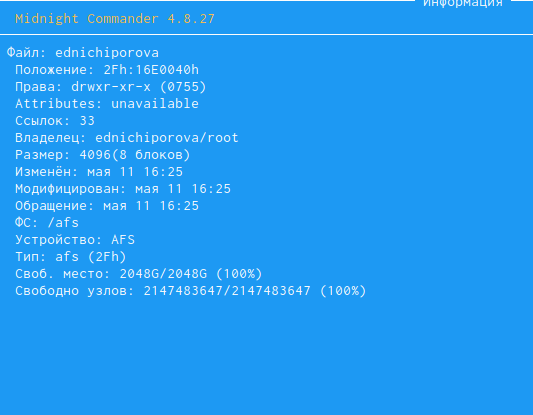 Информация
Midnight Commander 4.8.27
Файл: ednichiporova
Положение: 2Fh:16E0040h
Права: drwxr-xr-x (0755)
Attributes: unavailable
Ссылок: 33
Владелец: ednichiporova/root
Размер: 4096(8 блоков)
Изменён: мая 11 16:25
Модифицирован: мая 11 16:25
Обращение: мая 11 16:25
ФС: /afs
Устройство: AFS
Тип: afs (2Fh)
Своб. место: 2048G/2048G (100%)
Свободно узлов: 2147483647/2147483647 (100%)